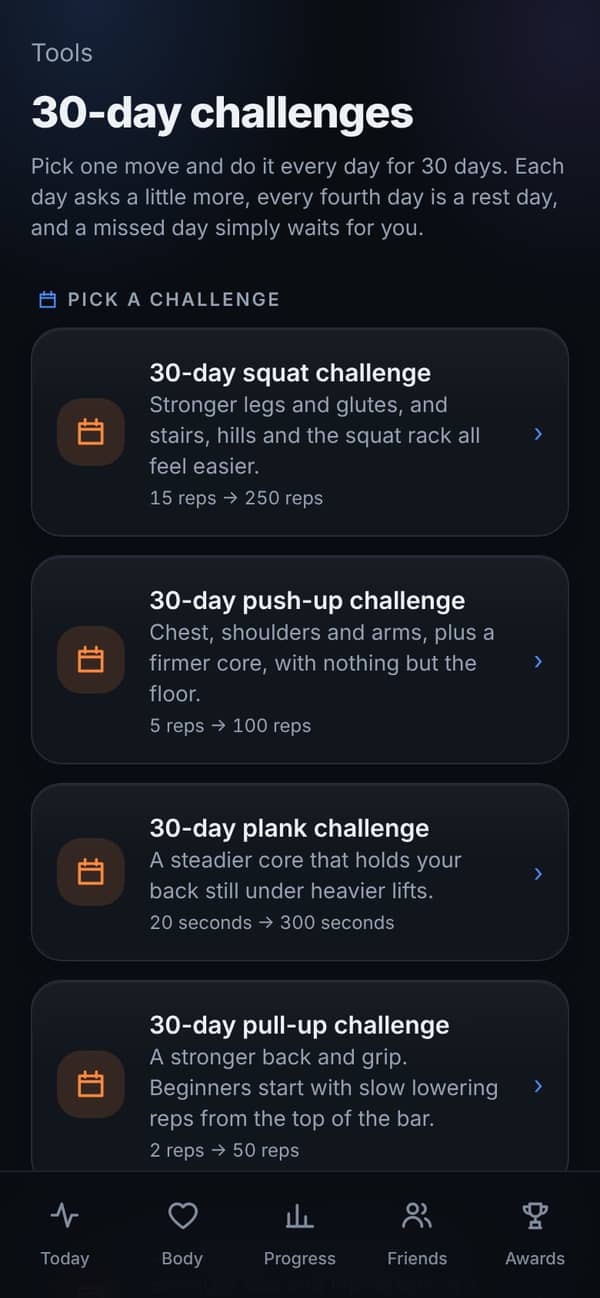 Tools
30-day challenges
Pick one move and do it every day for 30 days. Each
day asks a little more, every fourth day is a rest day,
and a missed day simply waits for you.
PICK A CHALLENGE
30-day squat challenge
Stronger legs and glutes, and
stairs, hills and the squat rack all
feel easier.
15 reps → 250 reps
30-day push-up challenge
Chest, shoulders and arms, plus a
firmer core, with nothing but the
floor.
5 reps → 100 reps
30-day plank challenge
A steadier core that holds your
back still under heavier lifts.
20 seconds → 300 seconds
30-day pull-up challenge
A stronger back and grip.
Beginners start with slow lowering
reps from the top of the bar.
2 reps → 50 reps
Today
Body
Progress
Friends
Awards